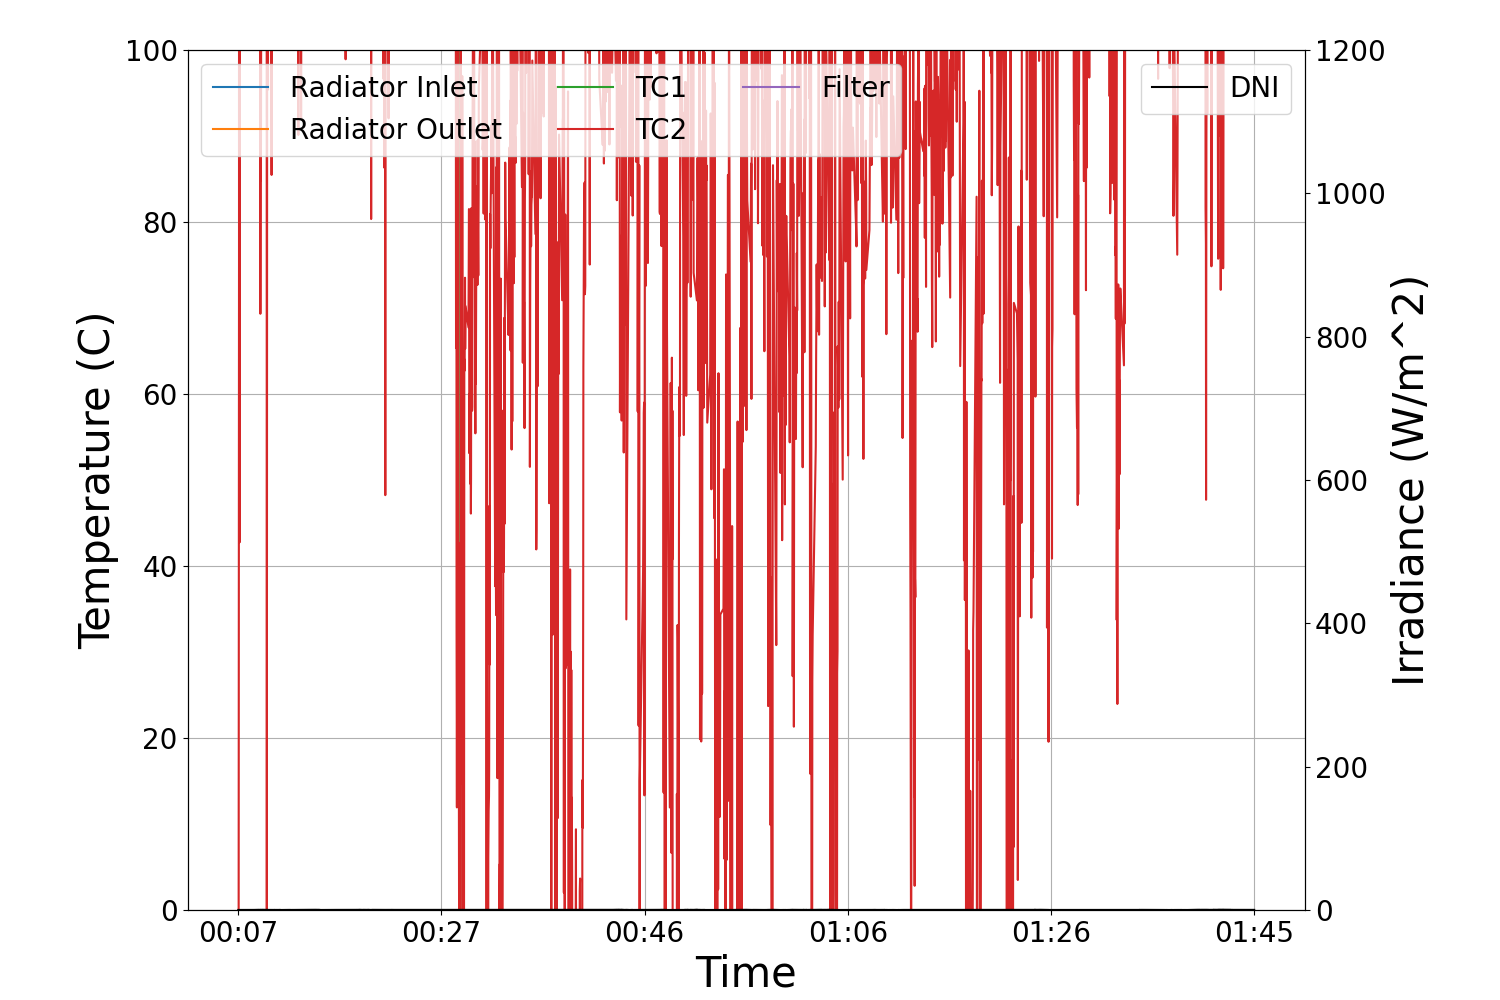 100
80
60
40
20
0
Temperature (C)
Radiator Inlet
Radiator Outlet
TC1
TC2
Filter
DNI
1200
1000
800
600
400
200
0
Irradiance (W/m^2)
00:07
00:27
00:46
01:06
01:26
01:45
Time